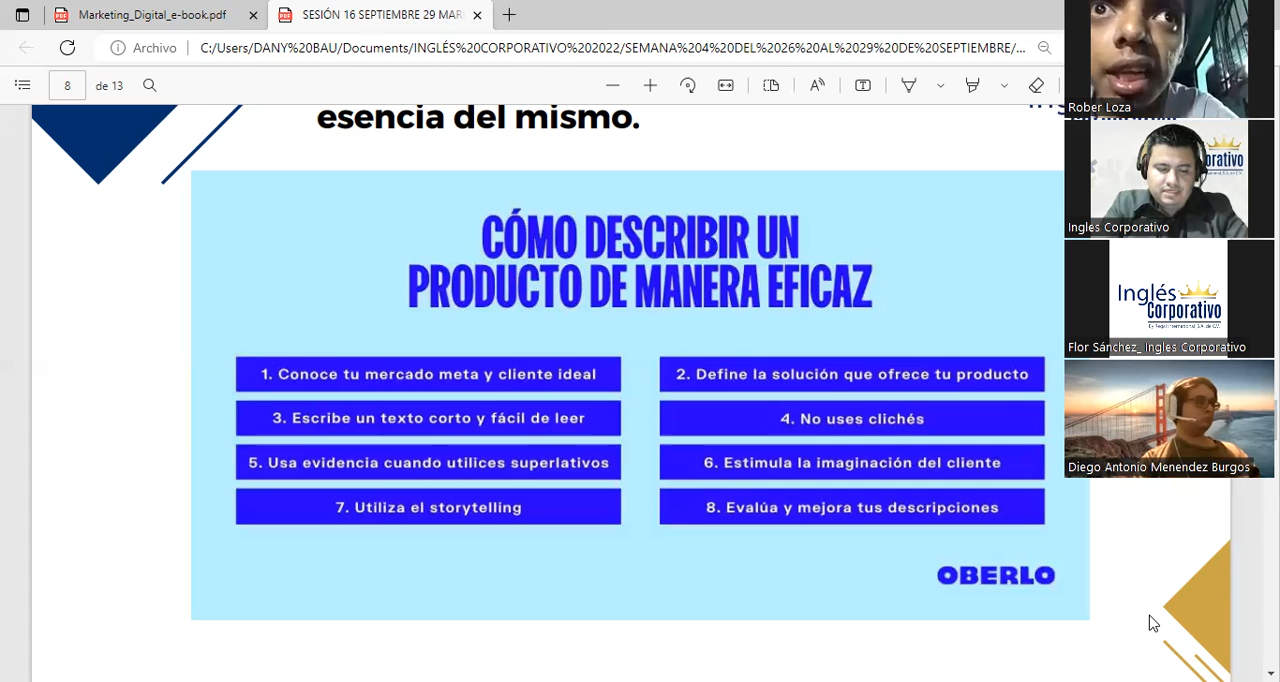 Marketing_Digital_e-book.pdf
SESIÓN 16 SEPTIEMBRE 29 MAR
Archivo
C:/Users/DANY%20BAU/Documents/INGLÉS%20CORPORATIVO%202022/SEMANA%204%20DEL%2026%20AL%2029%20DE%20SEPTIEMBRE/...
8
de 13
esencia del mismo.
CÓMO DESCRIBIR UN
PRODUCTO DE MANERA EFICAZ
1. Conoce tu mercado meta y cliente ideal
2. Define la solución que ofrece tu producto
3. Escribe un texto corto y fácil de leer
4. No uses clichés
5. Usa evidencia cuando utilices superlativos
6. Estimula la imaginación del cliente
7. Utiliza el storytelling
8. Evalúa y mejora tus descripciones
OBERLO
Rober Loza
orativo
Ingles Corporativo
Inglés
Corporativo
Flor Sánchez_ Ingles Corporativo
Diego Antonio Menendez Burgos